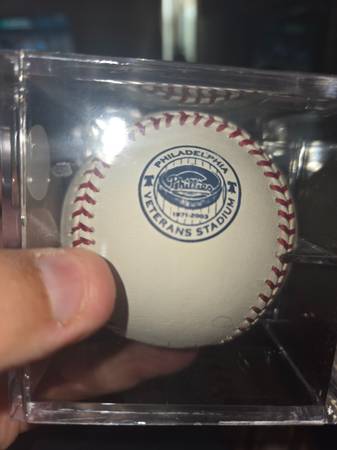 PHILADELPHIA
Phillies
1971-2003
VETERANS STADIUM